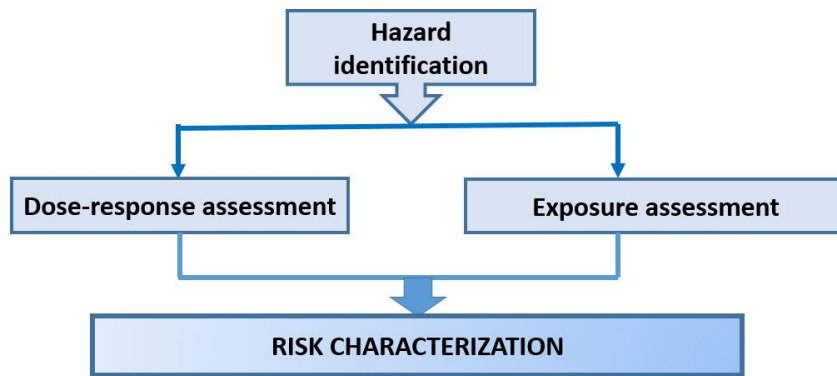 Hazard
identification
Dose-response assessment
Exposure assessment
RISK CHARACTERIZATION